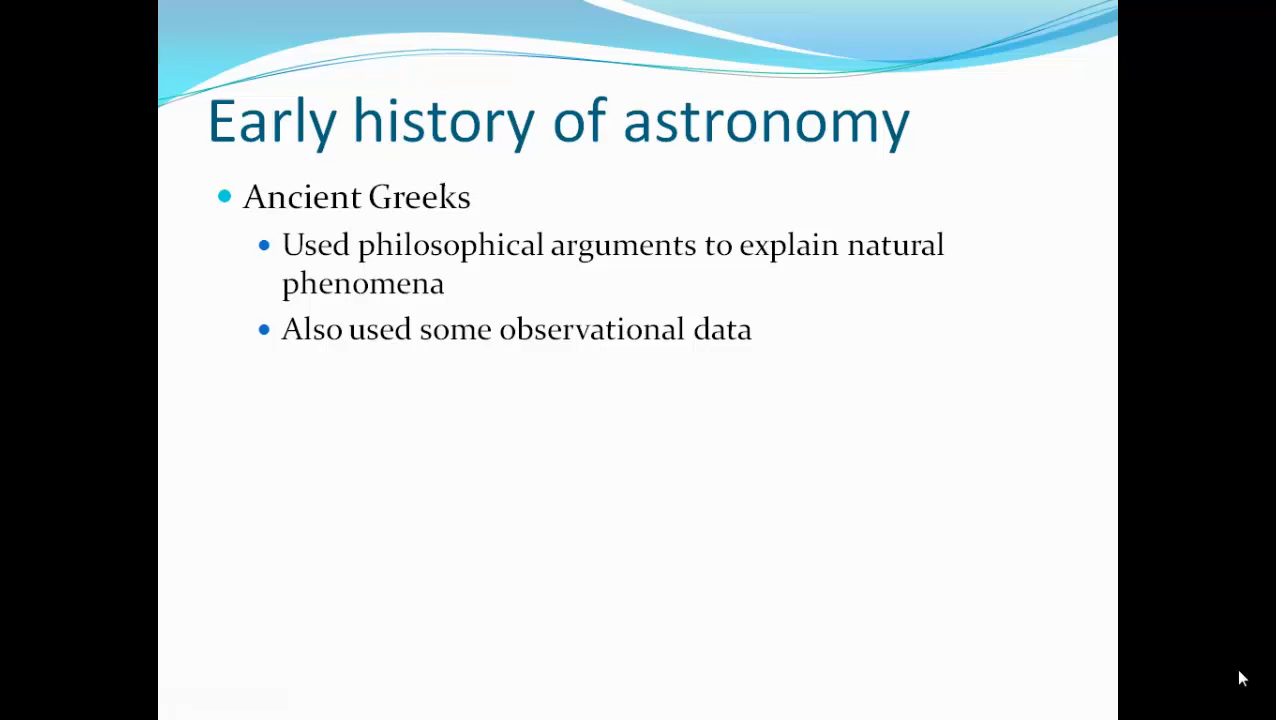 Early history of astronomy
Ancient Greeks
Used philosophical arguments to explain natural
phenomena
Also used some observational data